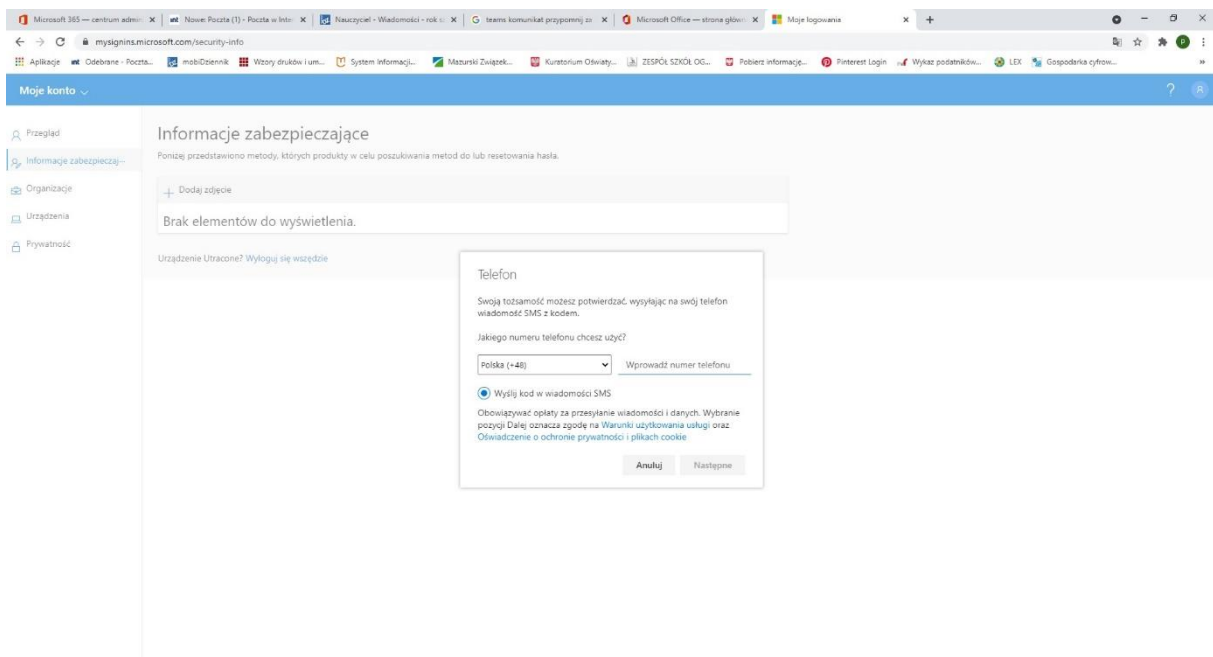 Microsoft 365 — centrum admin
Nowe: Poczta (1) - Poczta w Inter
Nauczyciel - Wiadomości - rok s
teams komunikat przypomnij za
Microsoft Office — strona główn
Moje logowania
mysignins.microsoft.com/security-info
Aplikacje
Odebrane - Poczta...
mobiDziennik
Wzory druków i um...
System Informacji...
Mazurski Związek...
Kuratorium Oświaty...
ZESPÓŁ SZKÓŁ OG...
Pobierz informację...
Pinterest Login
Wykaz podatników...
LEX
Gospodarka cyfrow...
Moje konto
?
Przegląd
Informacje zabezpieczaj...
Organizacje
Urządzenia
Prywatność
Informacje zabezpieczające
Poniżej przedstawiono metody, których produkty w celu poszukiwania metod do lub resetowania hasła.
+ Dodaj zdjęcie
Brak elementów do wyświetlenia.
Urządzenie Utracone? Wyloguj się wszędzie
Telefon
Swoją tożsamość możesz potwierdzać, wysyłając na swój telefon
wiadomość SMS z kodem.
Jakiego numeru telefonu chcesz użyć?
Polska (+48)
Wprowadź numer telefonu
Wyślij kod w wiadomości SMS
Obowiązywać opłaty za przesyłanie wiadomości i danych. Wybranie
pozycji Dalej oznacza zgodę na Warunki użytkowania usługi oraz
Oświadczenie o ochronie prywatności i plikach cookie
Anuluj
Następne